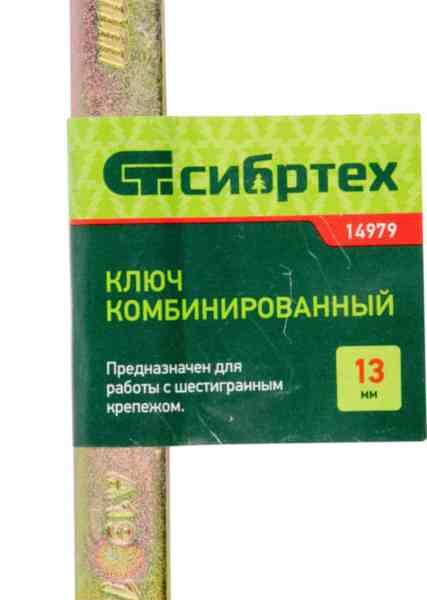 сибртех
14979
КЛЮЧ
КОМБИНИРОВАННЫЙ
Предназначен для
работы с шестигранным
крепежом.
13
мм